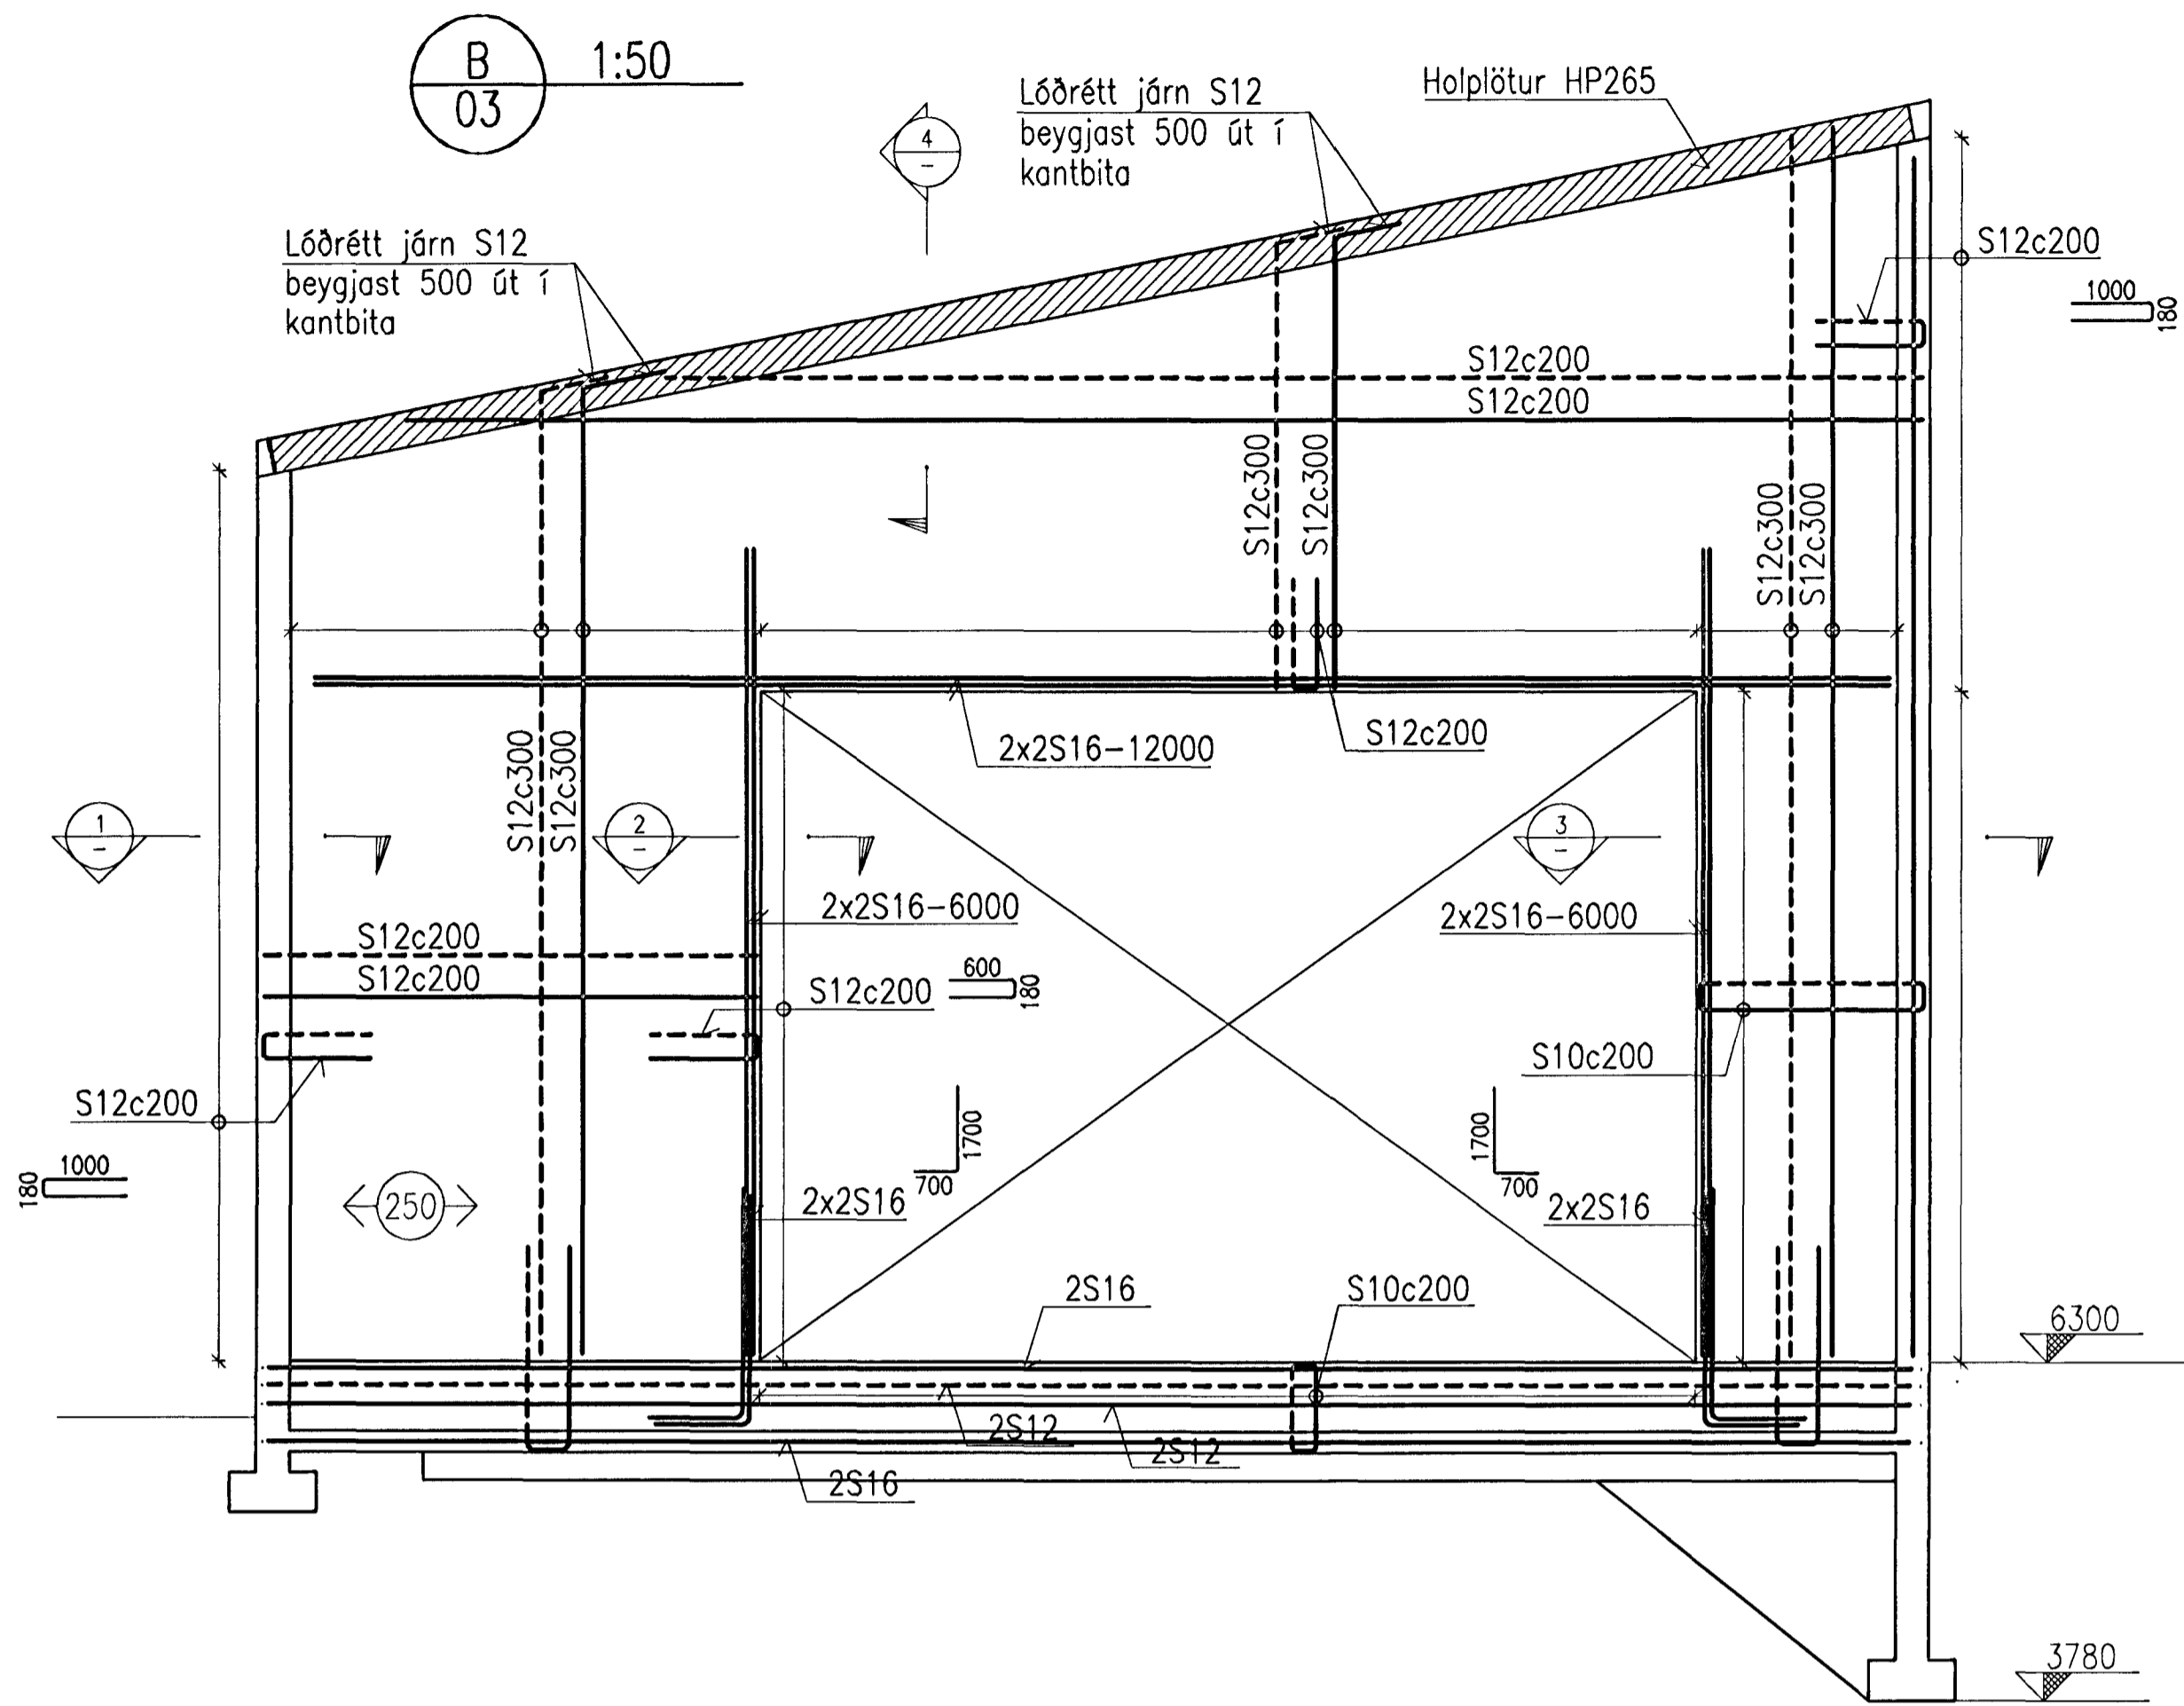 B
03
1:50
Lóðrétt járn S12
beygjast 500 út í
kantbita
Holplötur HP265
4
–
Lóðrétt járn S12
beygjast 500 út í
kantbita
S12c200
1000
180
S12c200
S12c200
S12c300
S12c300
S12c300
S12c300
S12c300
S12c300
2x2S16-12000
S12c200
1
–
2
–
3
–
2x2S16-6000
2x2S16-6000
S12c200
S12c200
S12c200
600
180
S10c200
S12c200
1000
180
250
1700
700
1700
700
2x2S16
2x2S16
2S16
S10c200
6300
2S12
2S12
2S16
3780